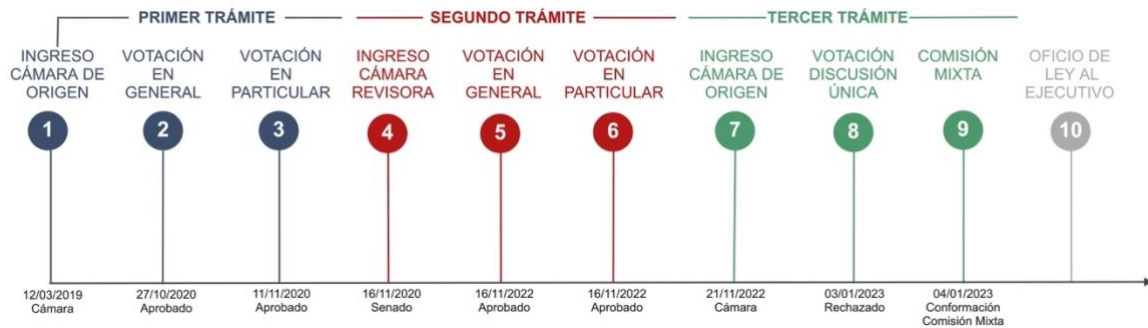 PRIMER TRÁMITE
SEGUNDO TRÁMITE
TERCER TRÁMITE
INGRESO
CÁMARA DE
ORIGEN
VOTACIÓN
EN
GENERAL
VOTACIÓN
EN
PARTICULAR
INGRESO
CÁMARA
REVISORA
VOTACIÓN
EN
GENERAL
VOTACIÓN
EN
PARTICULAR
INGRESO
CÁMARA DE
ORIGEN
VOTACIÓN
DISCUSIÓN
ÚNICA
COMISIÓN
MIXTA
OFICIO DE
LEY AL
EJECUTIVO
1
2
3
4
5
6
7
8
9
10
12/03/2019
Cámara
27/10/2020
Aprobado
11/11/2020
Aprobado
16/11/2020
Senado
16/11/2022
Aprobado
16/11/2022
Aprobado
21/11/2022
Cámara
03/01/2023
Rechazado
04/01/2023
Conformación
Comisión Mixta